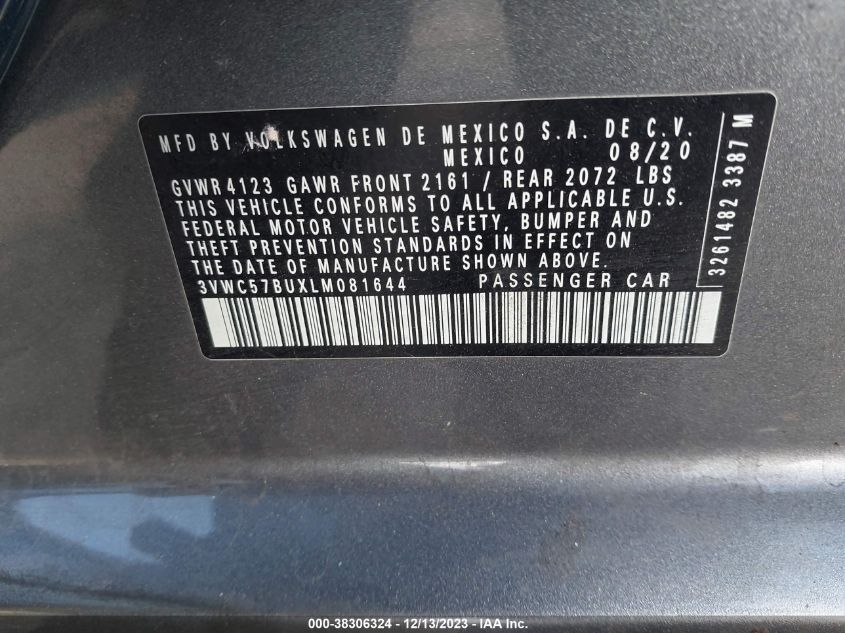 MFD BY VOLKSWAGEN DE MEXICO S.A. DE C.V.
MEXICO 08/20
GVWR 4123 GAWR FRONT 2161 / REAR 2072 LBS
THIS VEHICLE CONFORMS TO ALL APPLICABLE U.S.
FEDERAL MOTOR VEHICLE SAFETY, BUMPER AND
THEFT PREVENTION STANDARDS IN EFFECT ON
THE DATE OF MANUFACTURE SHOWN ABOVE.
3VWC57BUXLM081644 PASSENGER CAR
3261482 3387 M
000-38306324 - 12/13/2023 - IAA Inc.